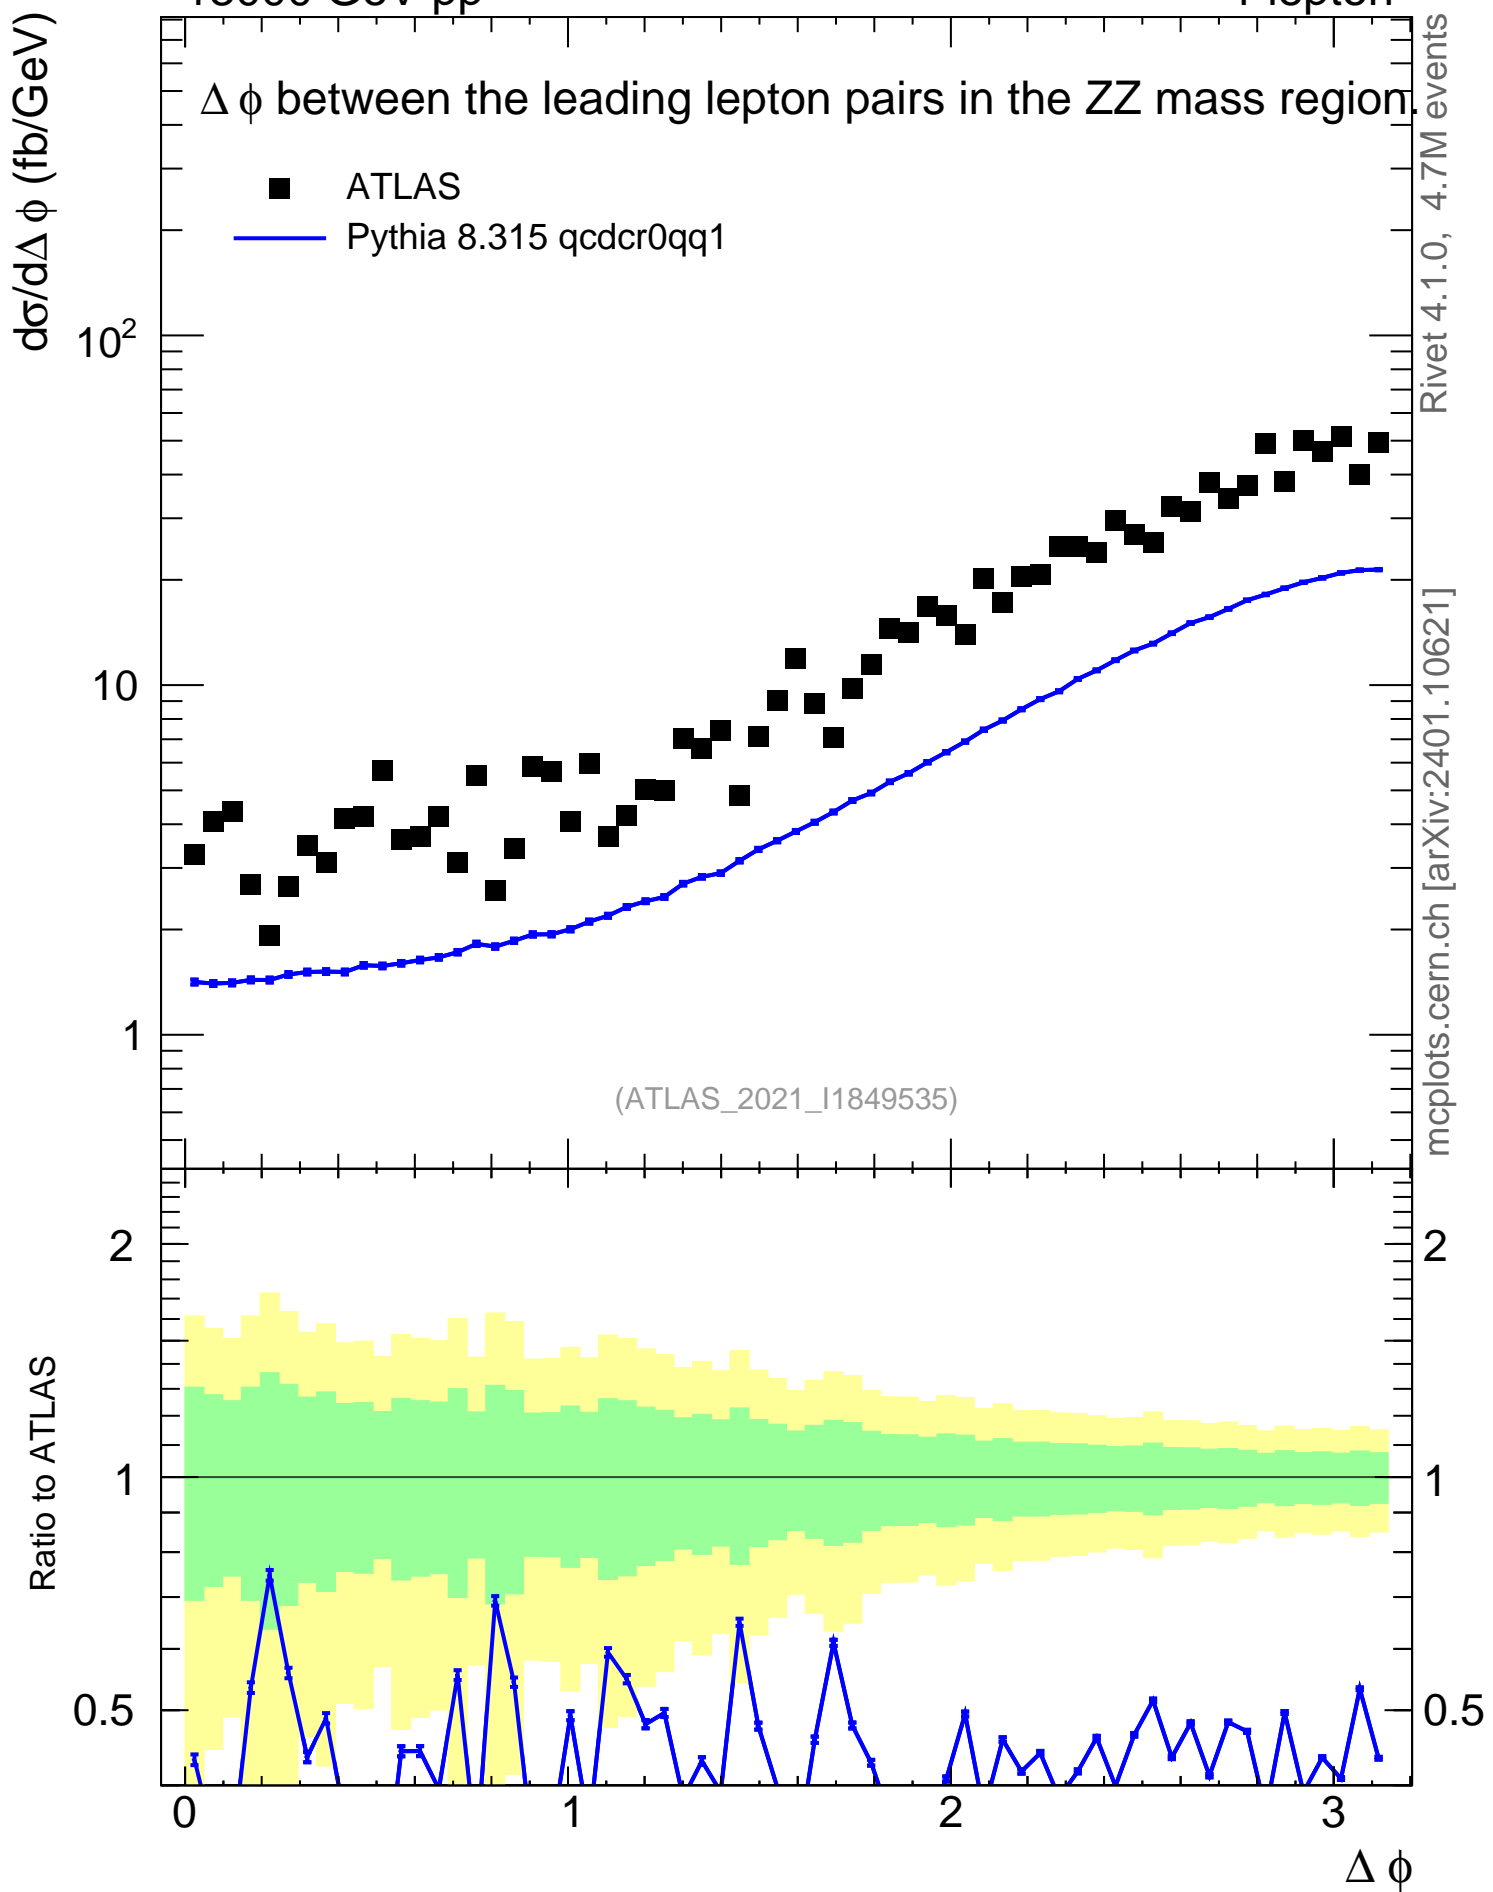 Δ ϕ between the leading lepton pairs in the ZZ mass region.
ATLAS
Pythia 8.315 qcdcr0qq1
dσ/dΔ ϕ (fb/GeV)
10²
10
1
Rivet 4.1.0, 4.7M events
mcplots.cern.ch [arXiv:2401.10621]
(ATLAS_2021_I1849535)
Ratio to ATLAS
2
1
0.5
2
1
0.5
0
1
2
3
Δ ϕ